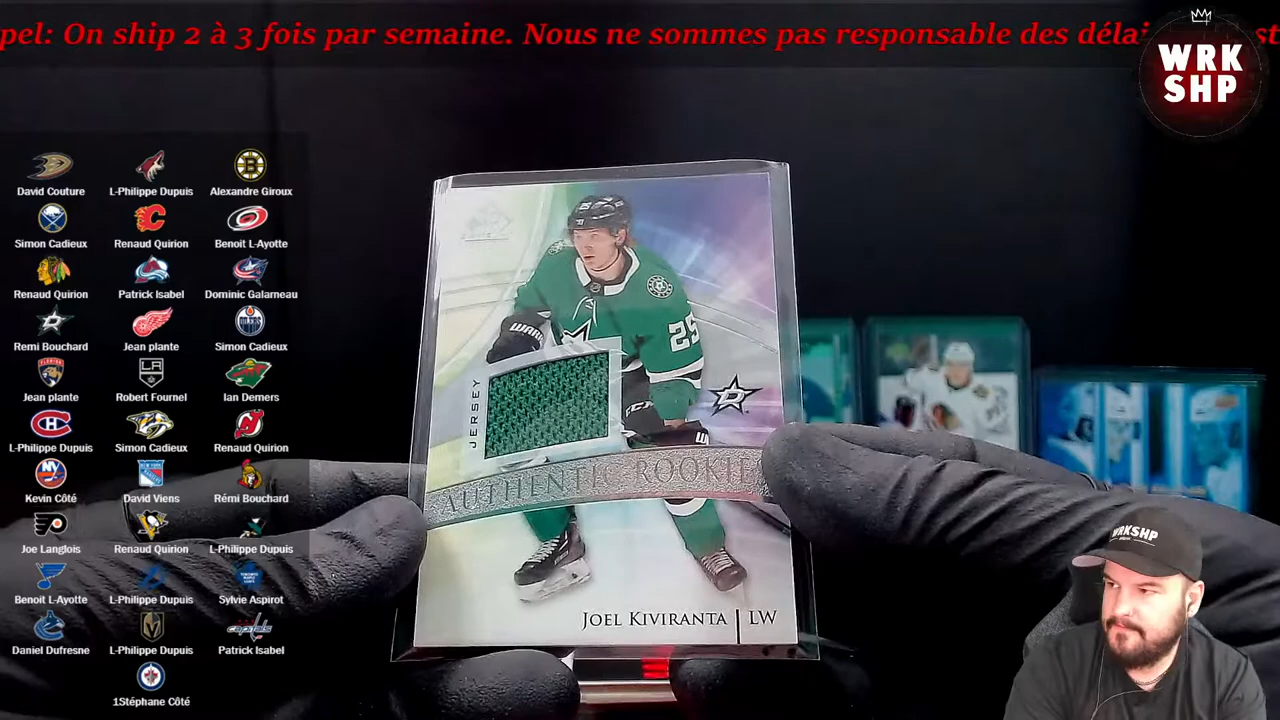 pel: On ship 2 à 3 fois par semaine. Nous ne sommes pas responsable des délai
WRK
SHP
David Couture L-Philippe Dupuis Alexandre Giroux
Simon Cadieux Renaud Quirion Benoit L-Ayotte
Renaud Quirion Patrick Isabel Dominic Galarneau
Remi Bouchard Jean plante Simon Cadieux
Jean plante Robert Fournel Ian Demers
L-Philippe Dupuis Simon Cadieux Renaud Quirion
Kevin Côté David Viens Rémi Bouchard
Joe Langlois Renaud Quirion L-Philippe Dupuis
Benoit L-Ayotte L-Philippe Dupuis Sylvie Aspirot
Daniel Dufresne L-Philippe Dupuis Patrick Isabel
1Stéphane Côté
25
JERSEY
AUTHENTIC ROOKIES
JOEL KIVIRANTA LW
WRKSHP